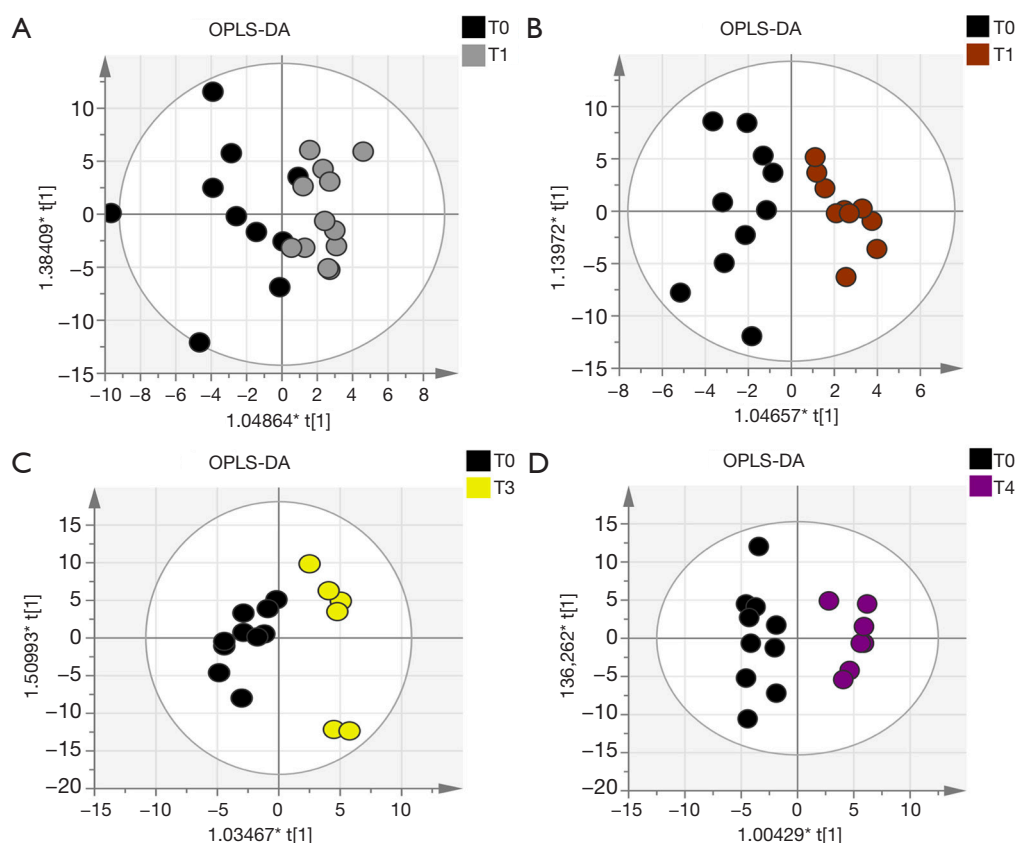 A
OPLS-DA
T0
T1
10
5
0
−5
−10
−15
−10 −8 −6 −4 −2 0 2 4 6 8
1.38409* t[1]
1.04864* t[1]
B
OPLS-DA
T0
T1
10
5
0
−5
−10
−15
−8 −6 −4 −2 0 2 4 6
1.13972* t[1]
1.04657* t[1]
C
OPLS-DA
T0
T3
15
10
5
0
−5
−10
−15
−20
−15 −10 −5 0 5 10
1.50993* t[1]
1.03467* t[1]
D
OPLS-DA
T0
T4
15
10
5
0
−5
−10
−15
−20
−15 −10 −5 0 5 10
136,262* t[1]
1.00429* t[1]